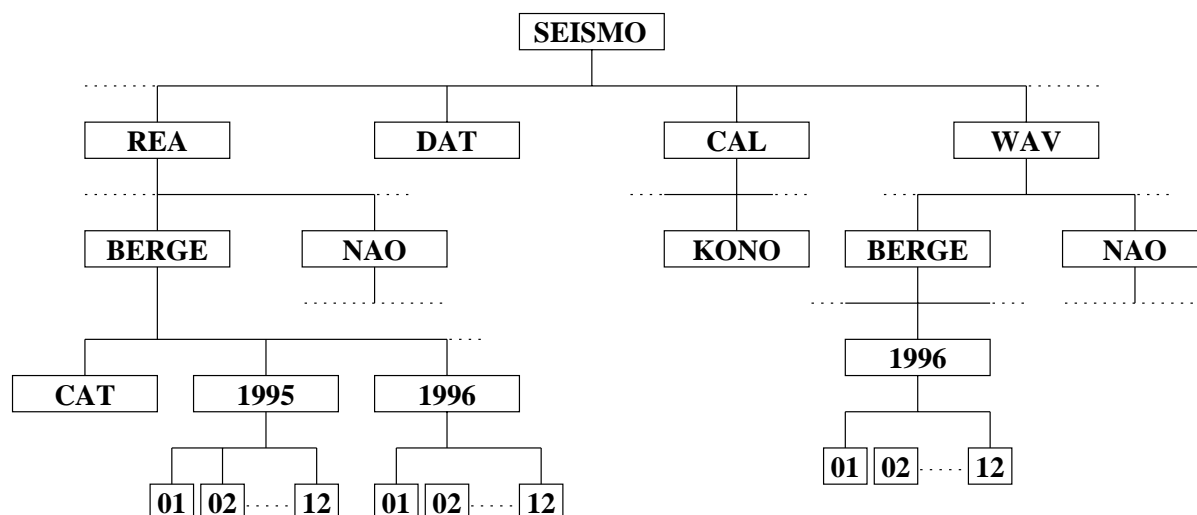 SEISMO
REA DAT CAL WAV
BERGE NAO KONO BERGE NAO
1996
CAT 1995 1996
01 02 12
01 02 12 01 02 12